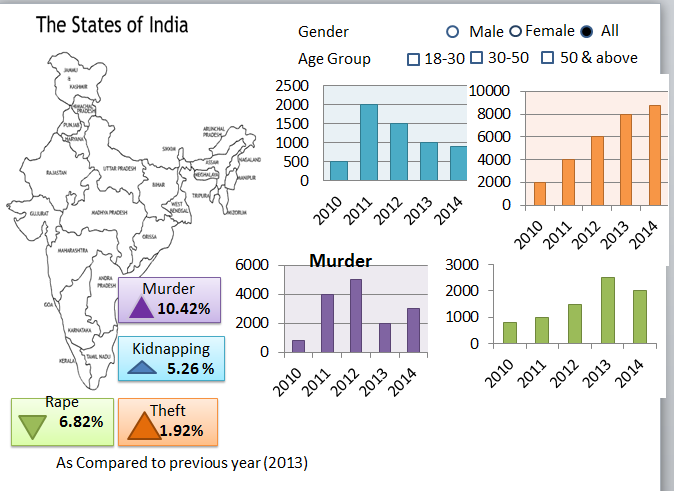 The States of India
Gender
Male
Female
All
Age Group
18-30
30-50
50 & above
JAMMU
&
KASHMIR
HIMACHAL
PRADESH
PUNJAB
HARYANA
RAJASTAN
UTTAR PRADESH
SIKKIM
ARUNCHAL
PRADESH
ASSAM
NAGALAND
MEGHALAYA
MANIPUR
BIHAR
TRIPURA
MIZORUM
WEST
BENGAL
GUJURAT
MADHYA PRADESH
ORISSA
MAHARASHTRA
ANDRA
PRADESH
GOA
KARNATAKA
KERALA
TAMIL NADU
2500
2000
1500
1000
500
0
2010 2011 2012 2013 2014
10000
8000
6000
4000
2000
0
2010 2011 2012 2013 2014
Murder
6000
4000
2000
0
2010 2011 2012 2013 2014
3000
2000
1000
0
2010 2011 2012 2013 2014
Murder
10.42%
Kidnapping
5.26 %
Rape
6.82%
Theft
1.92%
As Compared to previous year (2013)